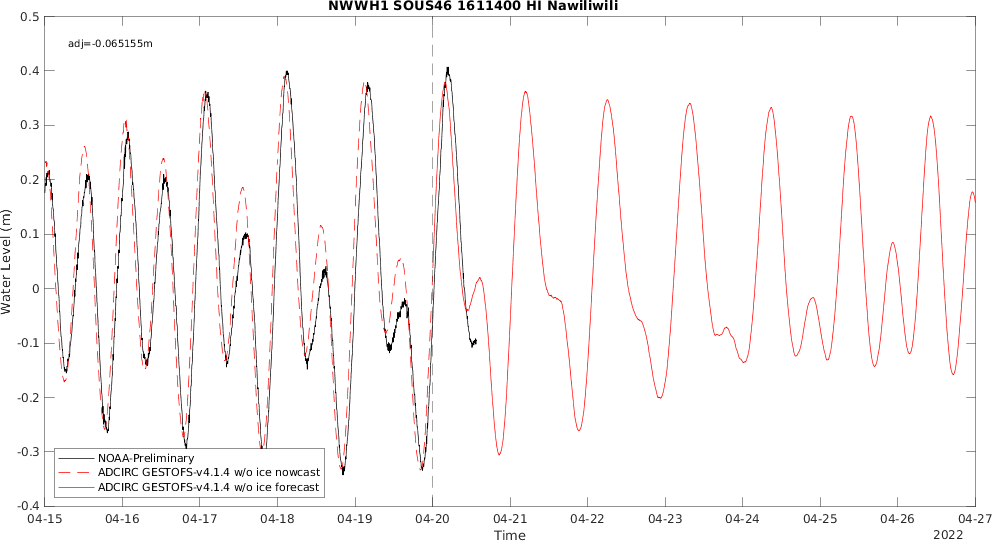 NWWH1 SOUS46 1611400 HI Nawiliwili
adj=-0.065155m
0.5
0.4
0.3
0.2
0.1
0
-0.1
-0.2
-0.3
-0.4
Water Level (m)
NOAA-Preliminary
ADCIRC GESTOFS-v4.1.4 w/o ice nowcast
ADCIRC GESTOFS-v4.1.4 w/o ice forecast
04-15 04-16 04-17 04-18 04-19 04-20 04-21 04-22 04-23 04-24 04-25 04-26 04-27
Time
2022